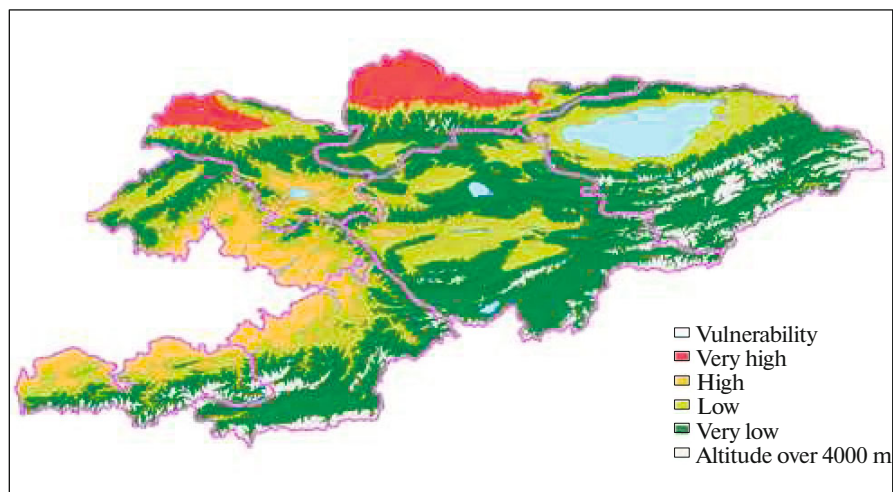 Vulnerability
Very high
High
Low
Very low
Altitude over 4000 m